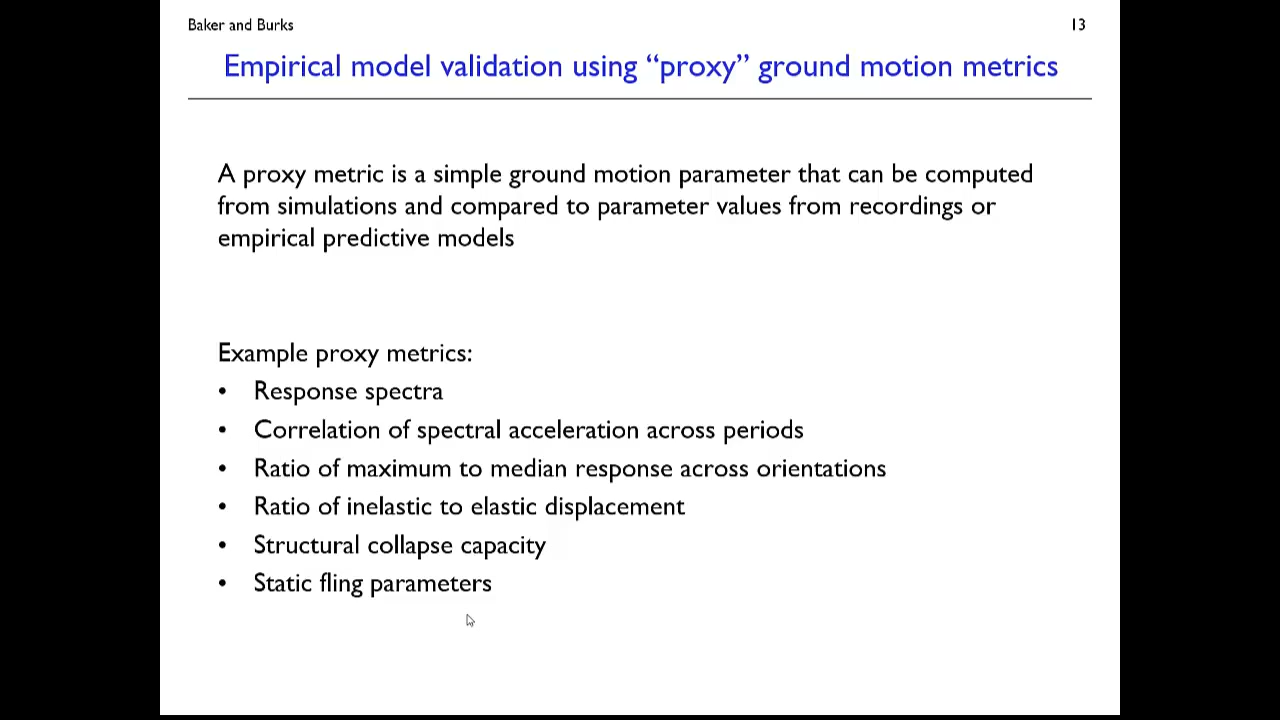 Baker and Burks
13
Empirical model validation using “proxy” ground motion metrics
A proxy metric is a simple ground motion parameter that can be computed
from simulations and compared to parameter values from recordings or
empirical predictive models
Example proxy metrics:
• Response spectra
• Correlation of spectral acceleration across periods
• Ratio of maximum to median response across orientations
• Ratio of inelastic to elastic displacement
• Structural collapse capacity
• Static fling parameters